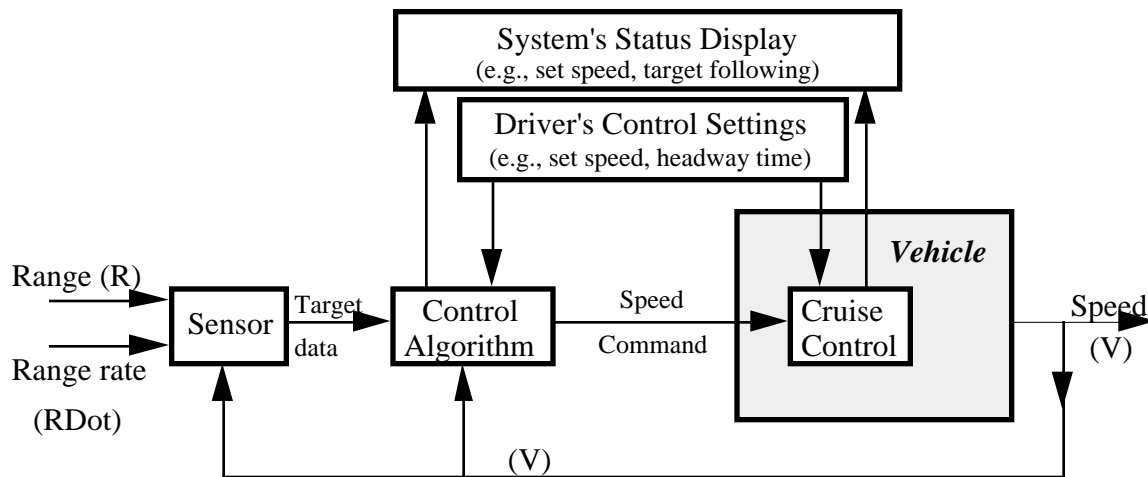 System's Status Display
(e.g., set speed, target following)
Driver's Control Settings
(e.g., set speed, headway time)
Vehicle
Range (R)
Range rate
(RDot)
Sensor
Target
data
Control
Algorithm
Speed
Command
Cruise
Control
Speed
(V)
(V)